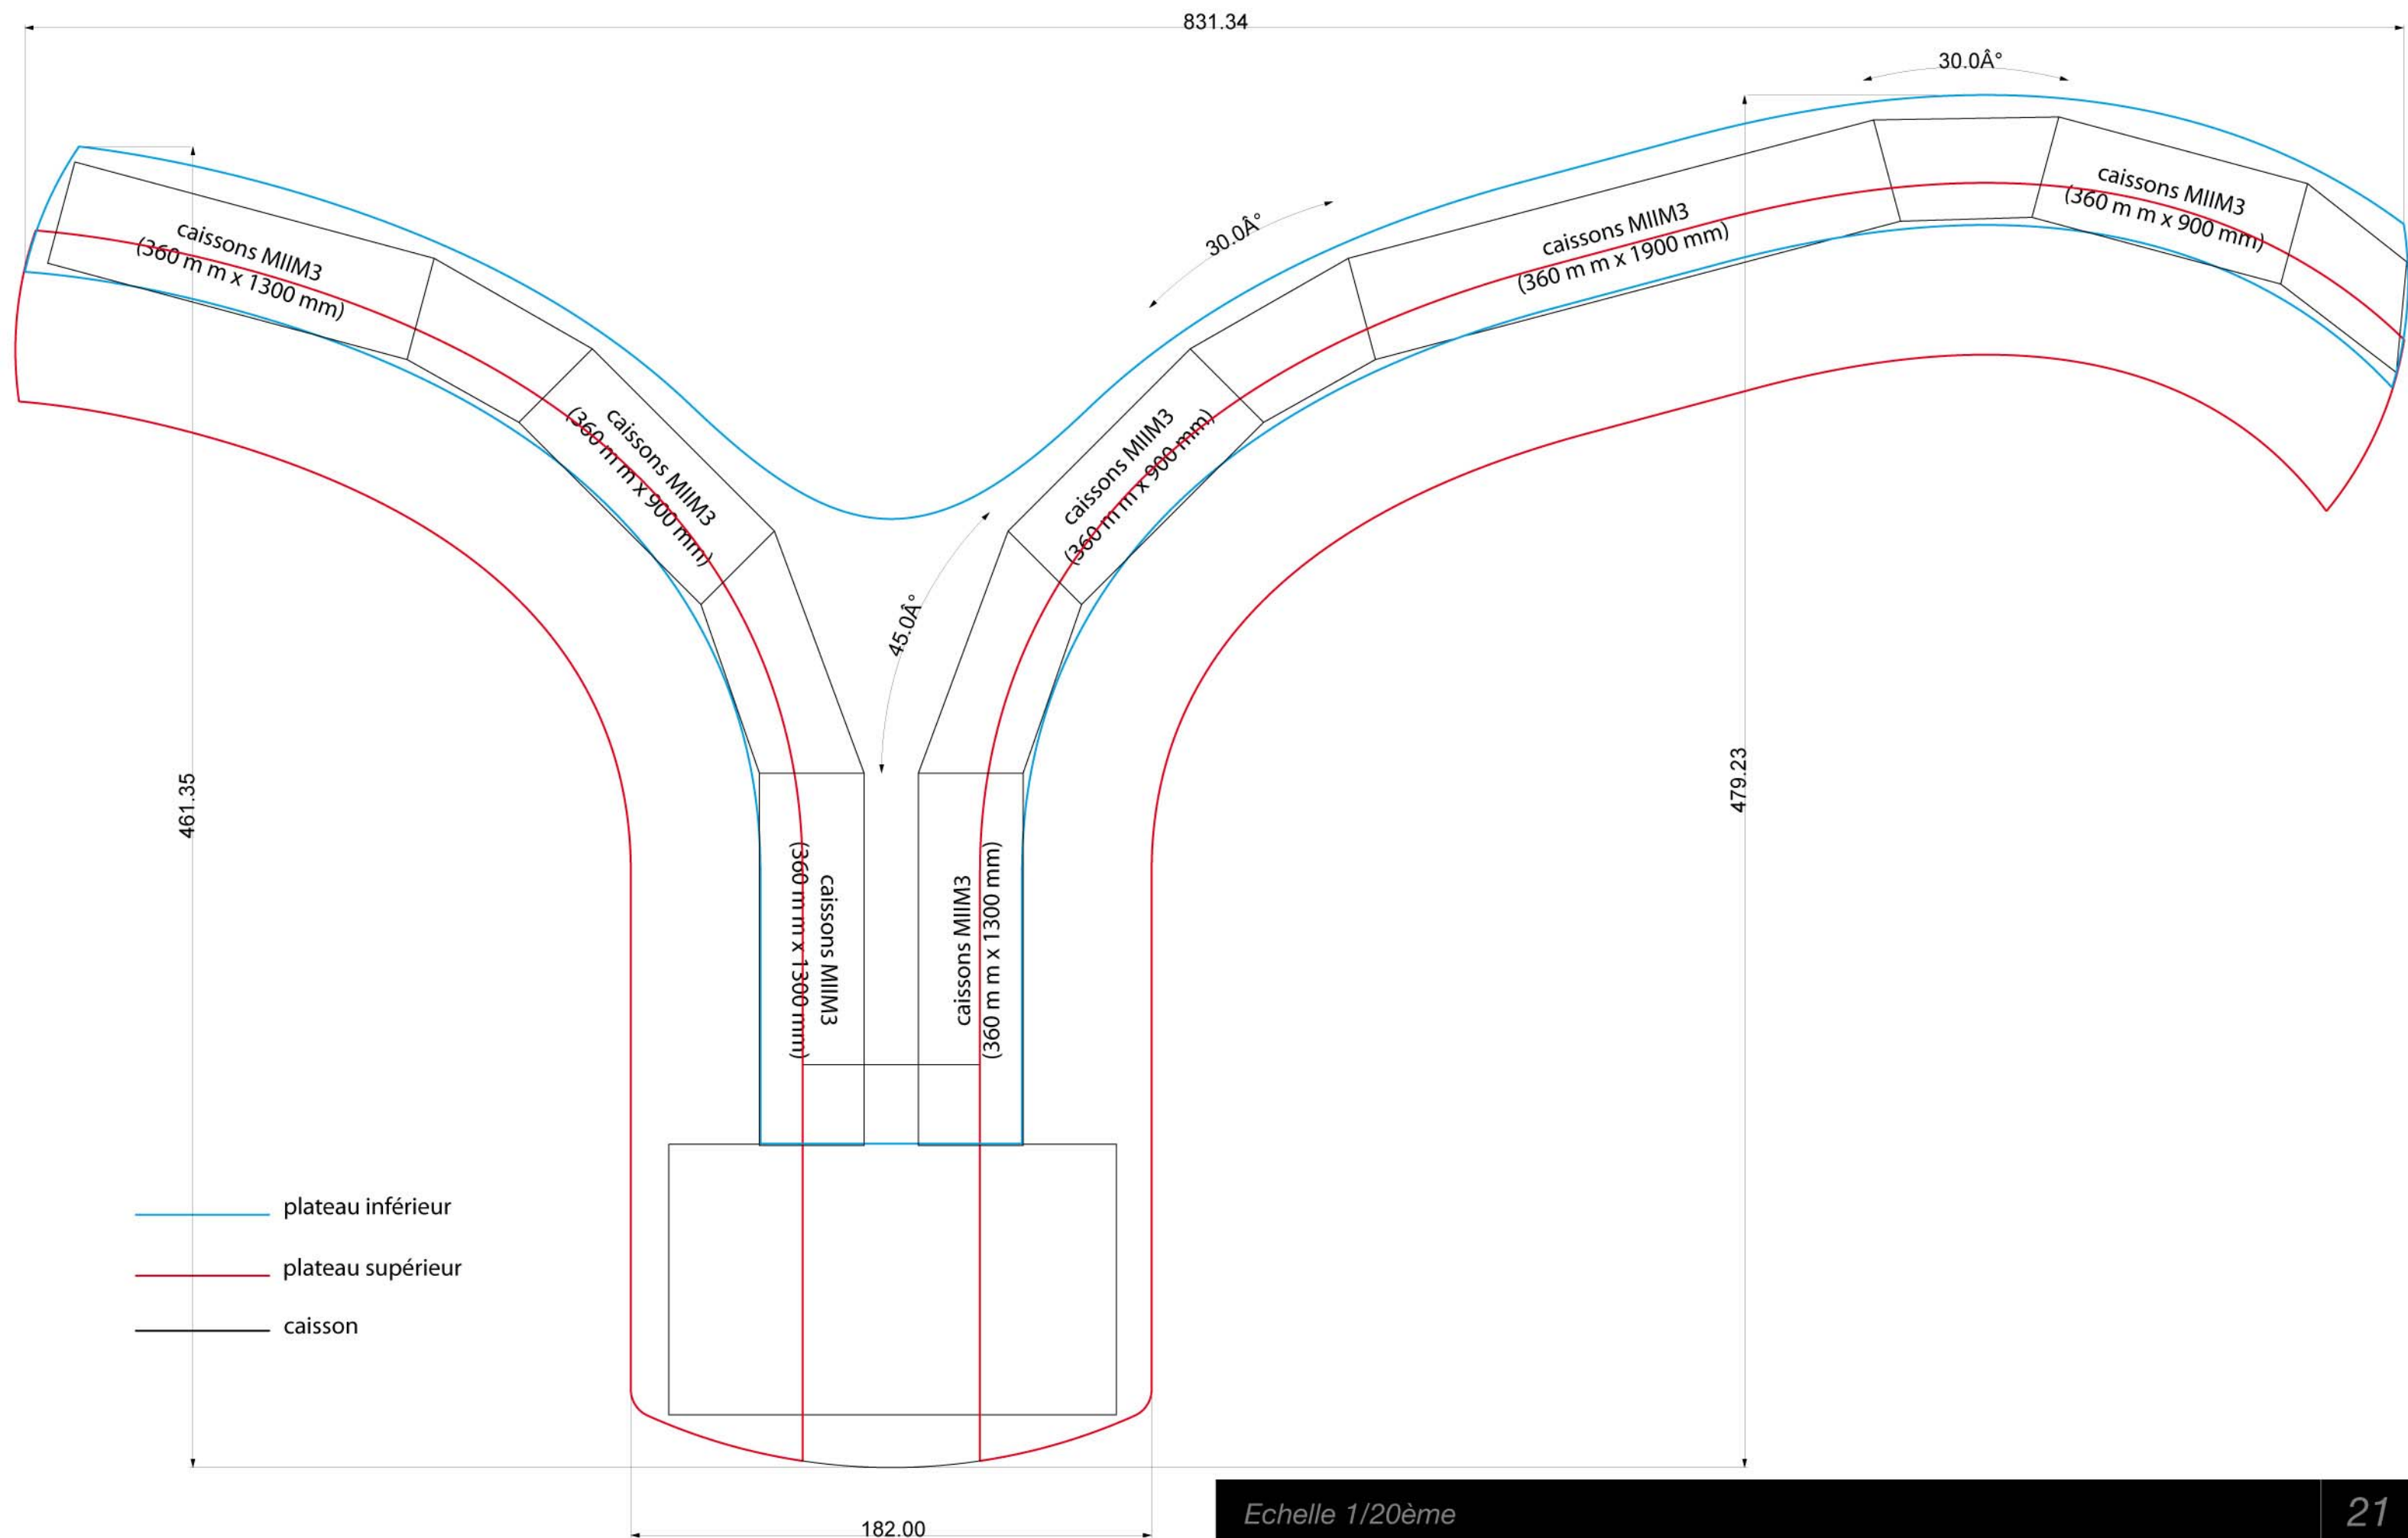 831.34
30.0Â°
caissons MIIM3
(360 m m x 900 mm)
caissons MIIM3
(360 m m x 1900 mm)
30.0Â°
caissons MIIM3
(360 m m x 1300 mm)
caissons MIIM3
(360 m m x 900 mm)
caissons MIIM3
(360 m m x 900 mm)
45.0Â°
461.35
479.23
caissons MIIM3
(360 m m x 1300 mm)
caissons MIIM3
(360 m m x 1300 mm)
plateau inférieur
plateau supérieur
caisson
182.00
Echelle 1/20ème
21